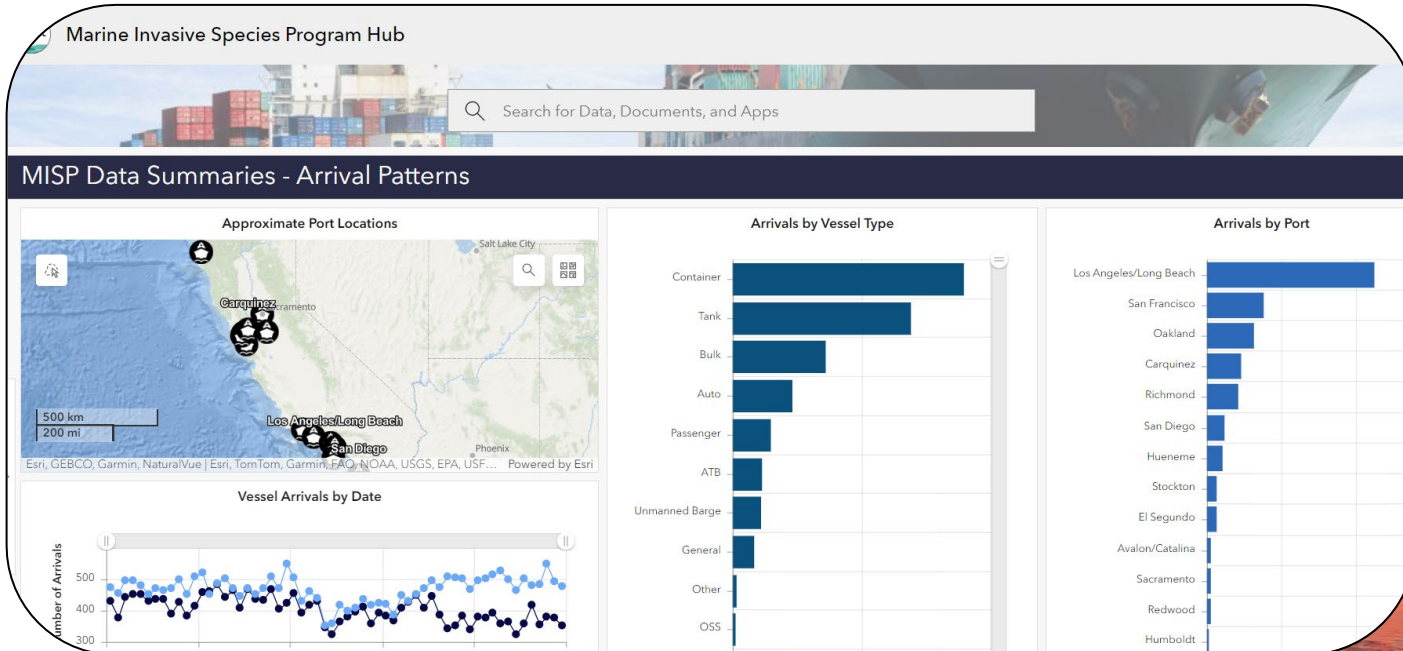 Marine Invasive Species Program Hub
Search for Data, Documents, and Apps
MISP Data Summaries - Arrival Patterns
Approximate Port Locations
Salt Lake City
Carquinez
cramento
Los Angeles/Long Beach
San Diego
Phoenix
500 km
200 mi
Esri, GEBCO, Garmin, NaturalVue | Esri, TomTom, Garmin, FAO, NOAA, USGS, EPA, USF... Powered by Esri
Vessel Arrivals by Date
umber of Arrivals
500
400
300
Arrivals by Vessel Type
Container
Tank
Bulk
Auto
Passenger
ATB
Unmanned Barge
General
Other
OSS
Arrivals by Port
Los Angeles/Long Beach
San Francisco
Oakland
Carquinez
Richmond
San Diego
Hueneme
Stockton
El Segundo
Avalon/Catalina
Sacramento
Redwood
Humboldt